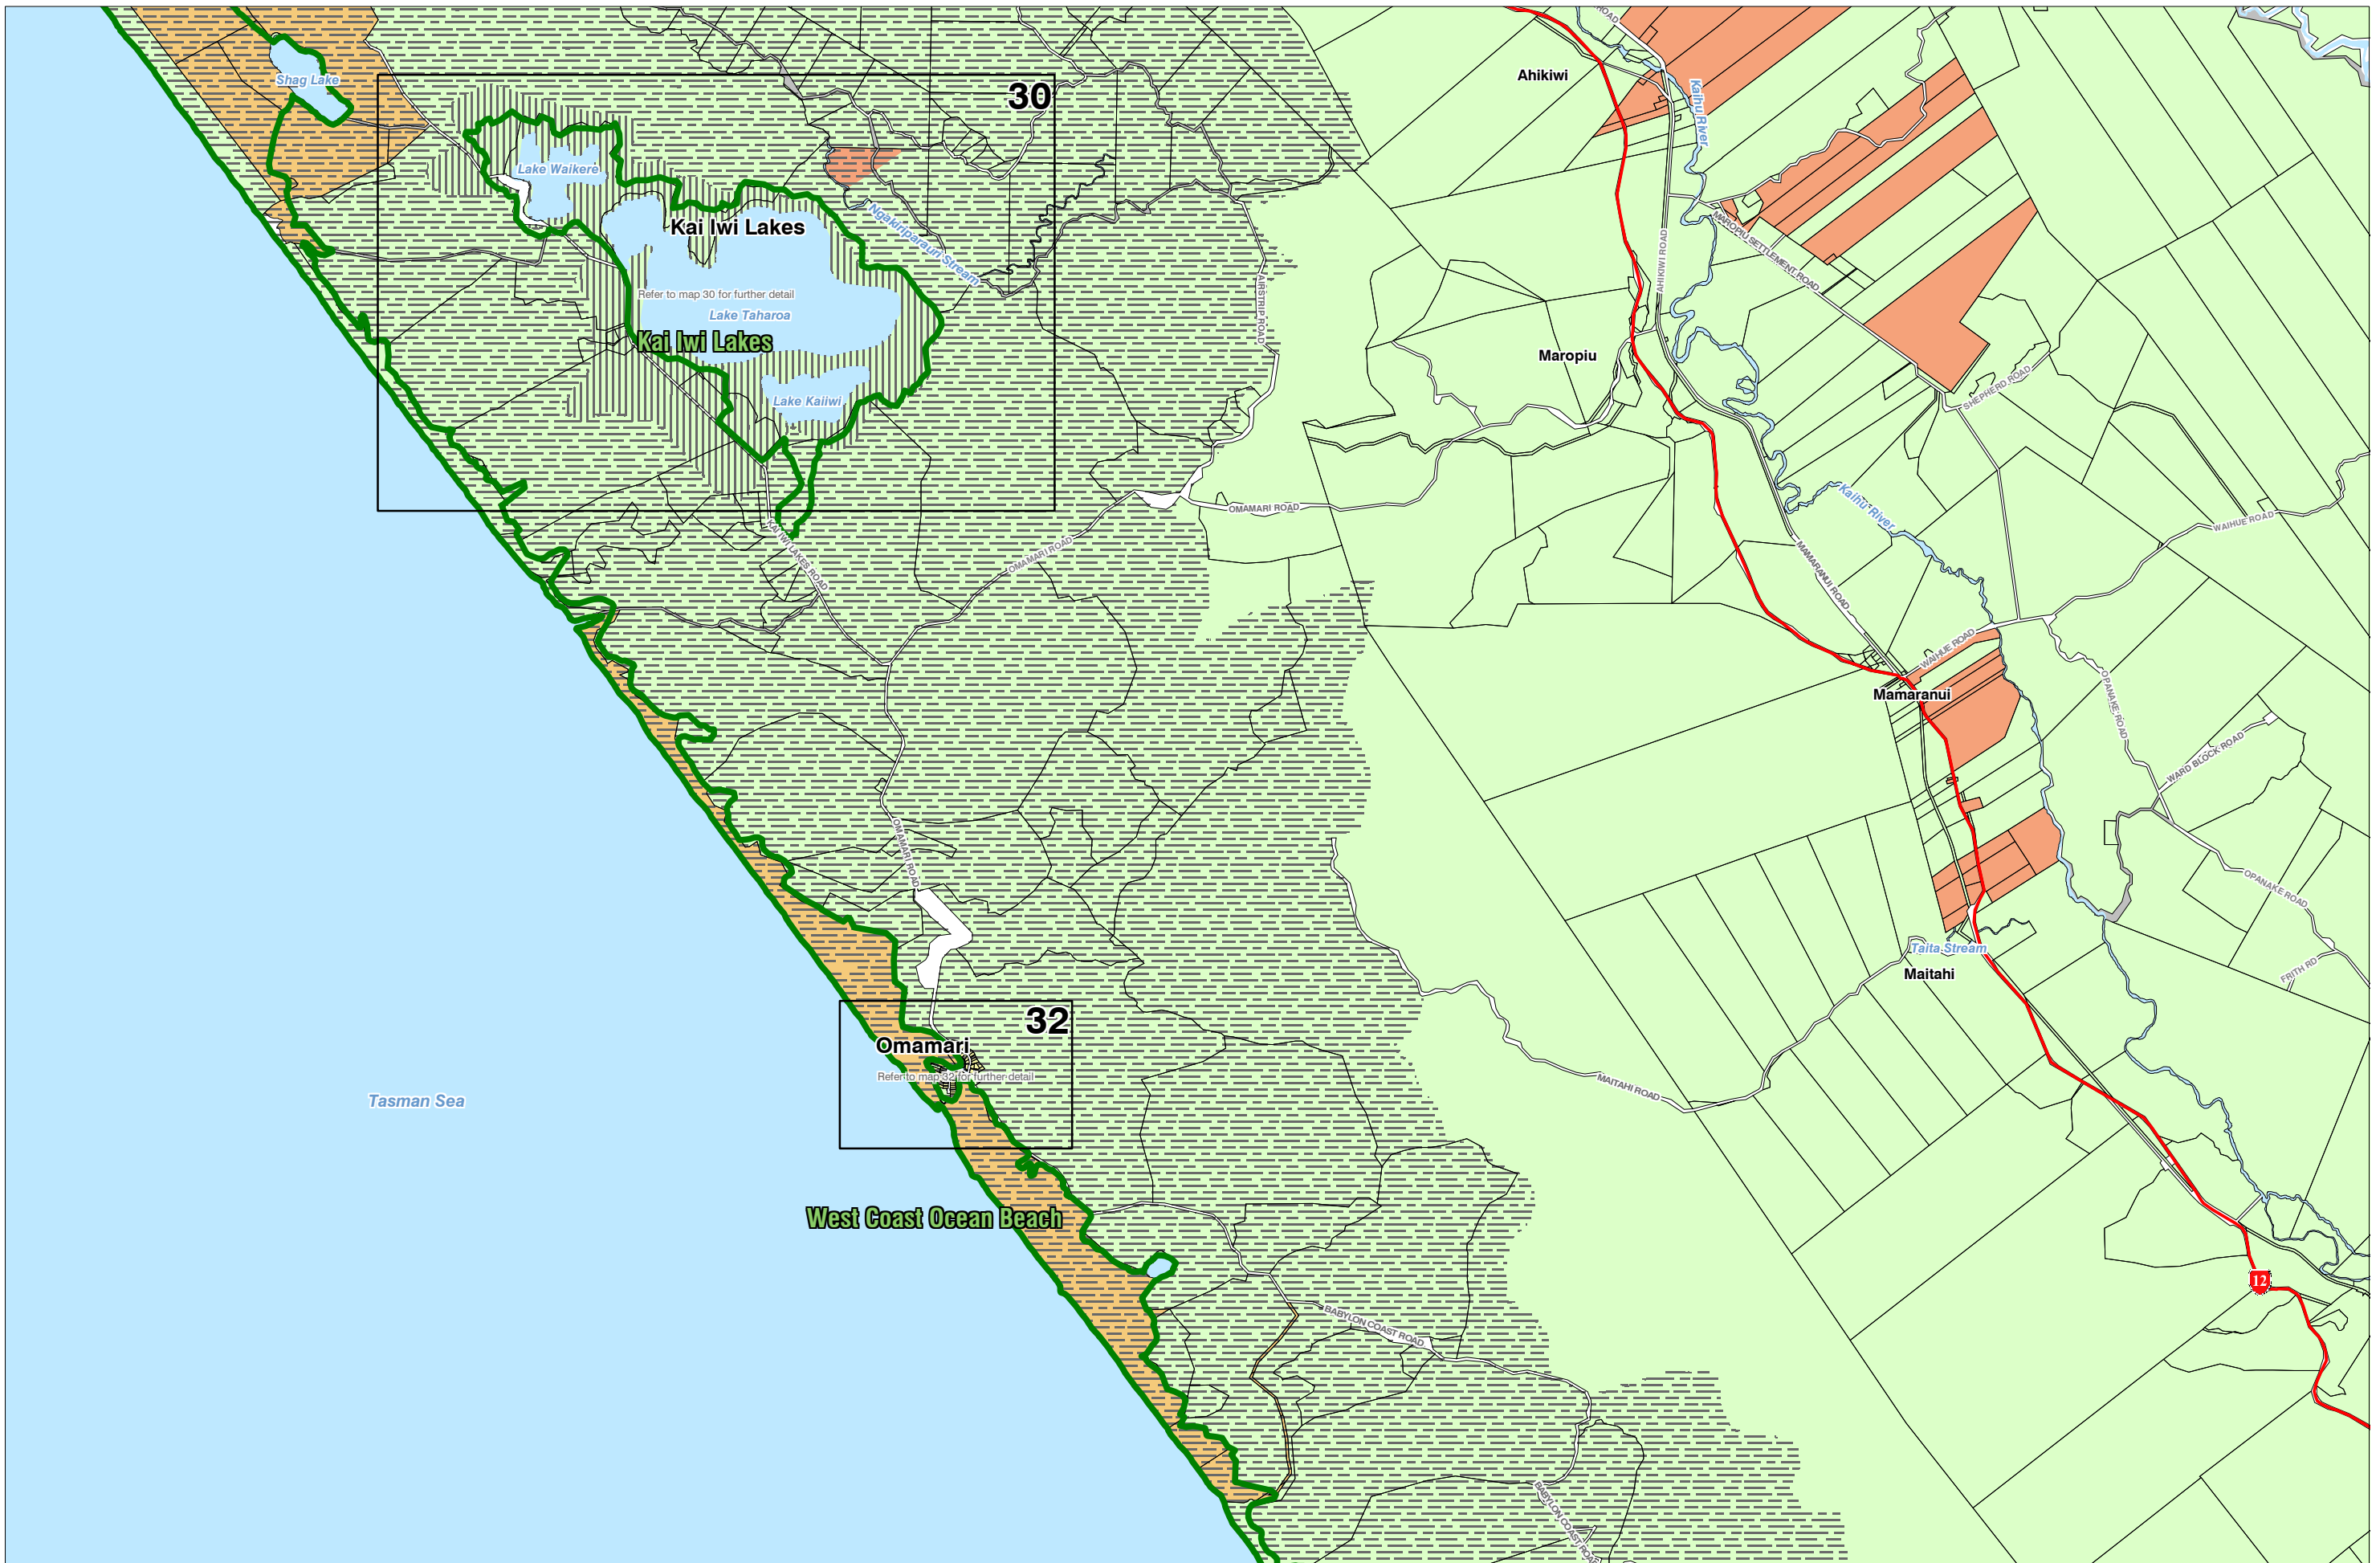 ROAD
Ahikiwi
Shag Lake
30
Kaihu River
Lake Waikere
Kai Iwi Lakes
Ngakiriparauri Stream
MAROPIU SETTLEMENT ROAD
AHIKIWI ROAD
AIRSTRIP ROAD
Refer to map 30 for further detail
Lake Taharoa
Kai Iwi Lakes
Maropiu
SHEPHERD ROAD
Lake Kaiiwi
OMAMARI ROAD
Kaihu River
WAIHUE ROAD
KAI IWI LAKES ROAD
OMAMARI ROAD
MAMARANUI ROAD
WAIHUE ROAD
Mamaranui
OPANAKE ROAD
WARD BLOCK ROAD
OMAMARI ROAD
OPANAKE ROAD
Taita Stream
Maitahi
FRITH RD
32
Omamari
Refer to map 32 for further detail
MAITAHI ROAD
Tasman Sea
West Coast Ocean Beach
12
BABYLON COAST ROAD
BABYLON COAST ROAD